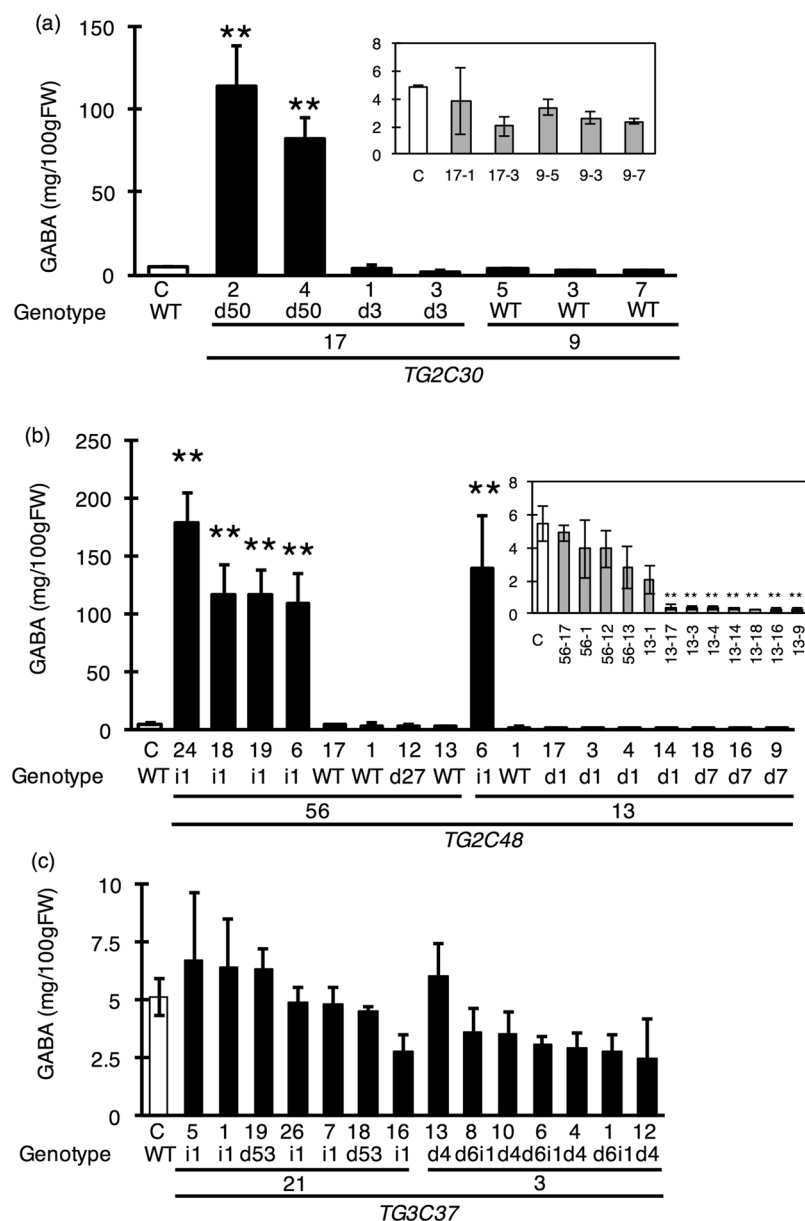 (a)
GABA (mg/100gFW)
150
100
50
0
** **
8
6
4
2
0
C 17-1 17-3 9-5 9-3 9-7
C 2 4 1 3 5 3 7
Genotype WT d50 d50 d3 d3 WT WT WT
17 9
TG2C30
(b)
GABA (mg/100gFW)
250
200
150
100
50
0
** ** ** ** **
8
6
4
2
0
** ** ** ** ** ** **
C 56-17 56-1 56-12 56-13 13-1 13-17 13-3 13-4 13-14 13-18 13-16 13-9
C 24 18 19 6 17 1 12 13 6 1 17 3 4 14 18 16 9
Genotype WT i1 i1 i1 i1 WT WT d27 WT i1 WT d1 d1 d1 d1 d7 d7 d7
56 13
TG2C48
(c)
GABA (mg/100gFW)
10
7.5
5
2.5
0
C 5 1 19 26 7 18 16 13 8 10 6 4 1 12
Genotype WT i1 i1 d53 i1 i1 d53 i1 d4 d6i1 d4 d6i1 d4 d6i1 d4
21 3
TG3C37